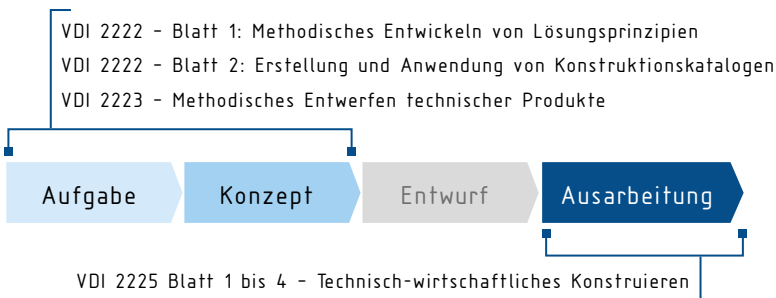 VDI 2222 - Blatt 1: Methodisches Entwickeln von Lösungsprinzipien
VDI 2222 - Blatt 2: Erstellung und Anwendung von Konstruktionskatalogen
VDI 2223 - Methodisches Entwerfen technischer Produkte
Aufgabe Konzept Entwurf Ausarbeitung
VDI 2225 Blatt 1 bis 4 - Technisch-wirtschaftliches Konstruieren